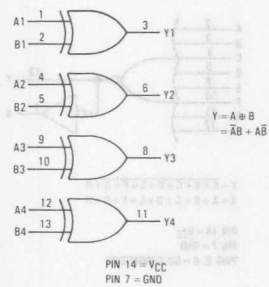 A1 1
B1 2
3 Y1
A2 4
B2 5
6 Y2
Y = A ⊕ B
= A̅B + AB̅
A3 9
B3 10
8 Y3
A4 12
B4 13
11 Y4
PIN 14 = VCC
PIN 7 = GND